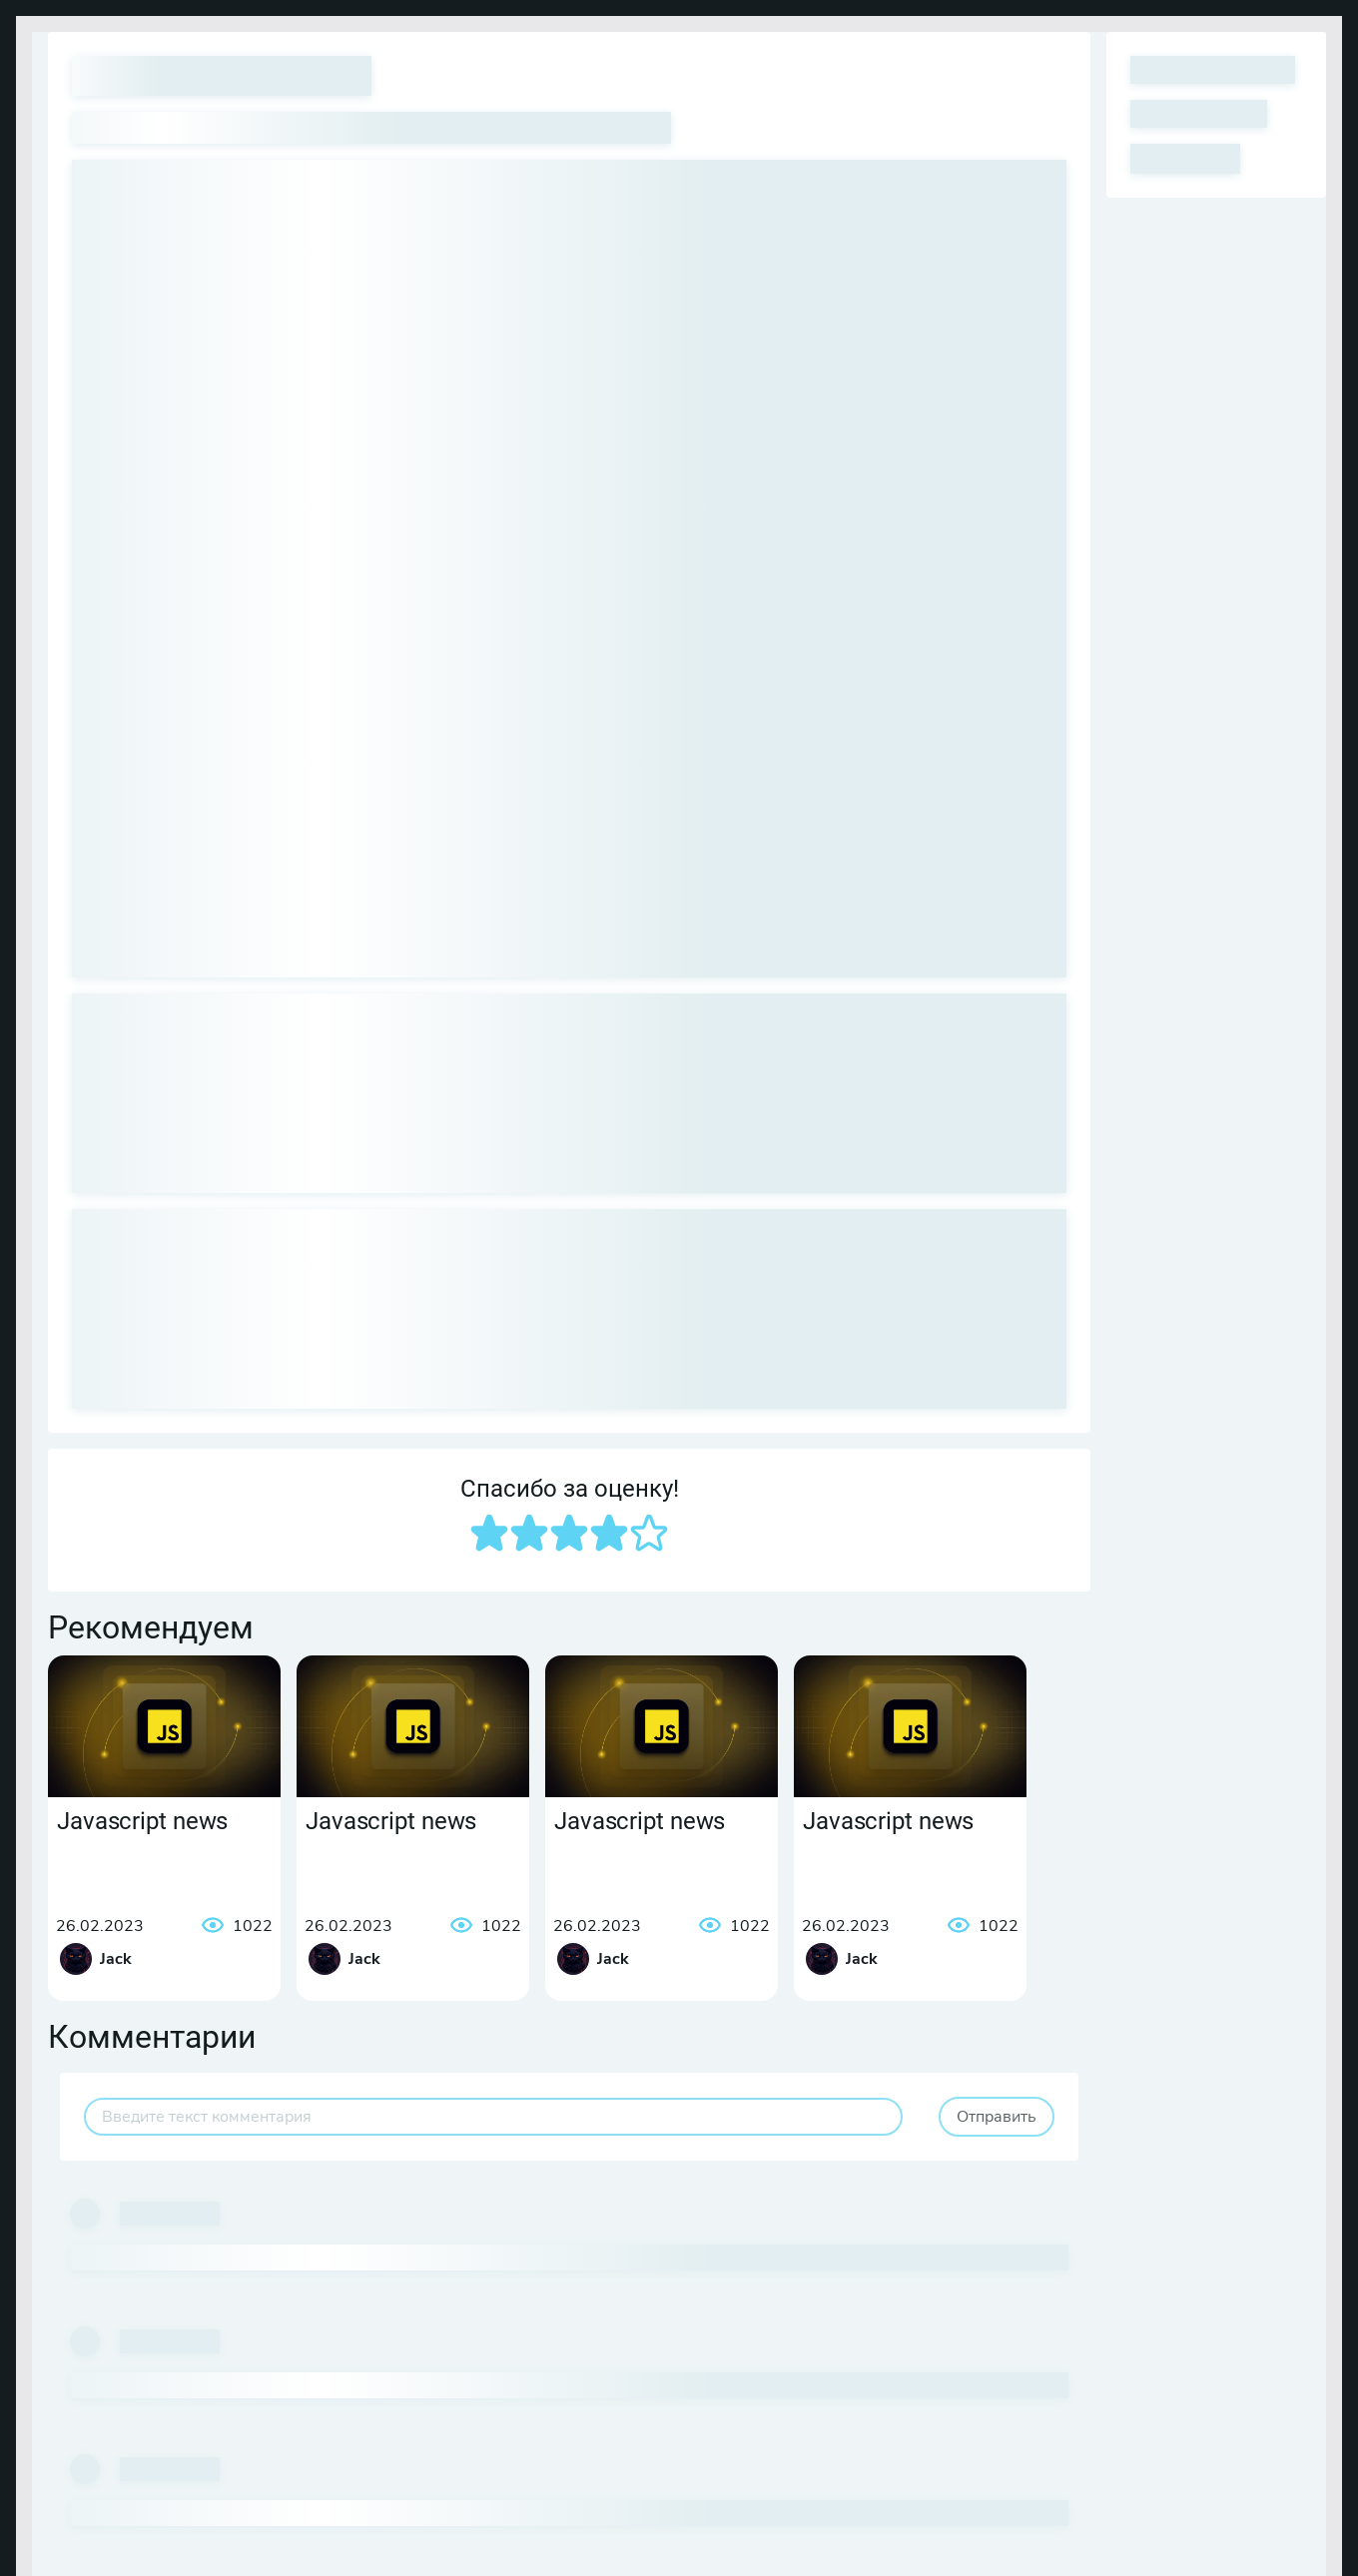 Спасибо за оценку!
Рекомендуем
JS JS JS JS
Javascript news Javascript news Javascript news Javascript news
26.02.2023 1022 26.02.2023 1022 26.02.2023 1022 26.02.2023 1022
Jack Jack Jack Jack
Комментарии
Введите текст комментария Отправить